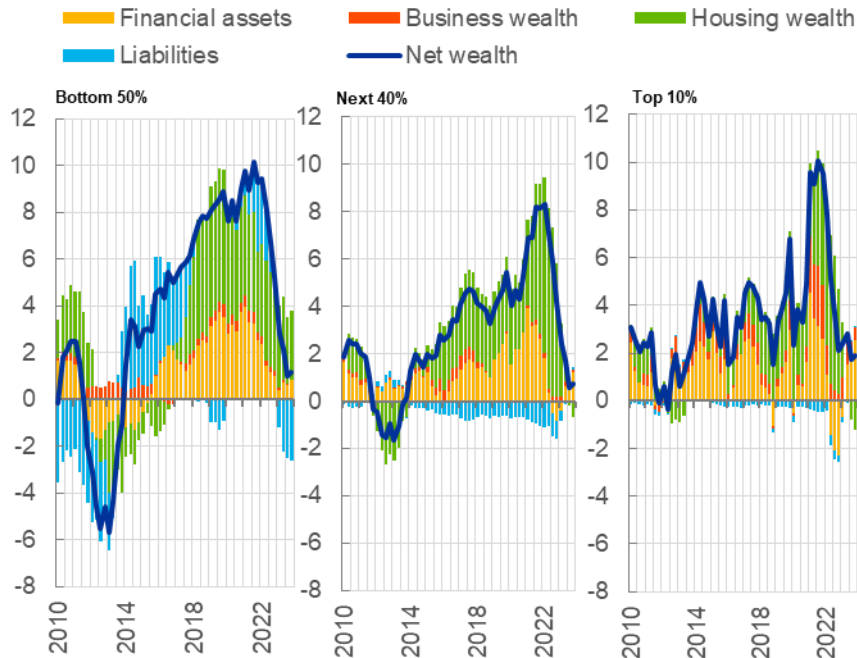 Financial assets Business wealth Housing wealth
Liabilities Net wealth
Bottom 50% Next 40% Top 10%
12 12 12
10 10 10
8 8 8
6 6 6
4 4 4
2 2 2
0 0 0
-2 -2 -2
-4 -4 -4
-6 -6 -6
-8 -8 -8
2010 2014 2018 2022 2010 2014 2018 2022 2010 2014 2018 2022